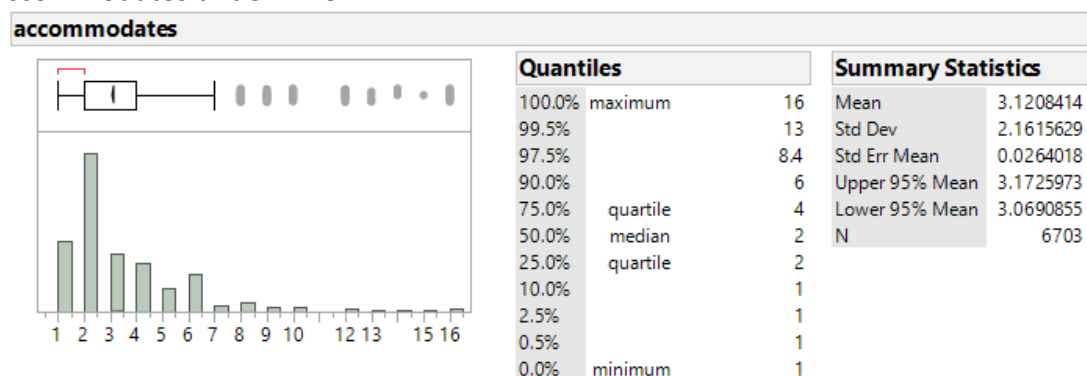 accommodates
1 2 3 4 5 6 7 8 9 10 12 13 15 16
Quantiles
100.0% maximum 16
99.5% 13
97.5% 8.4
90.0% 6
75.0% quartile 4
50.0% median 2
25.0% quartile 2
10.0% 1
2.5% 1
0.5% 1
0.0% minimum 1
Summary Statistics
Mean 3.1208414
Std Dev 2.1615629
Std Err Mean 0.0264018
Upper 95% Mean 3.1725973
Lower 95% Mean 3.0690855
N 6703